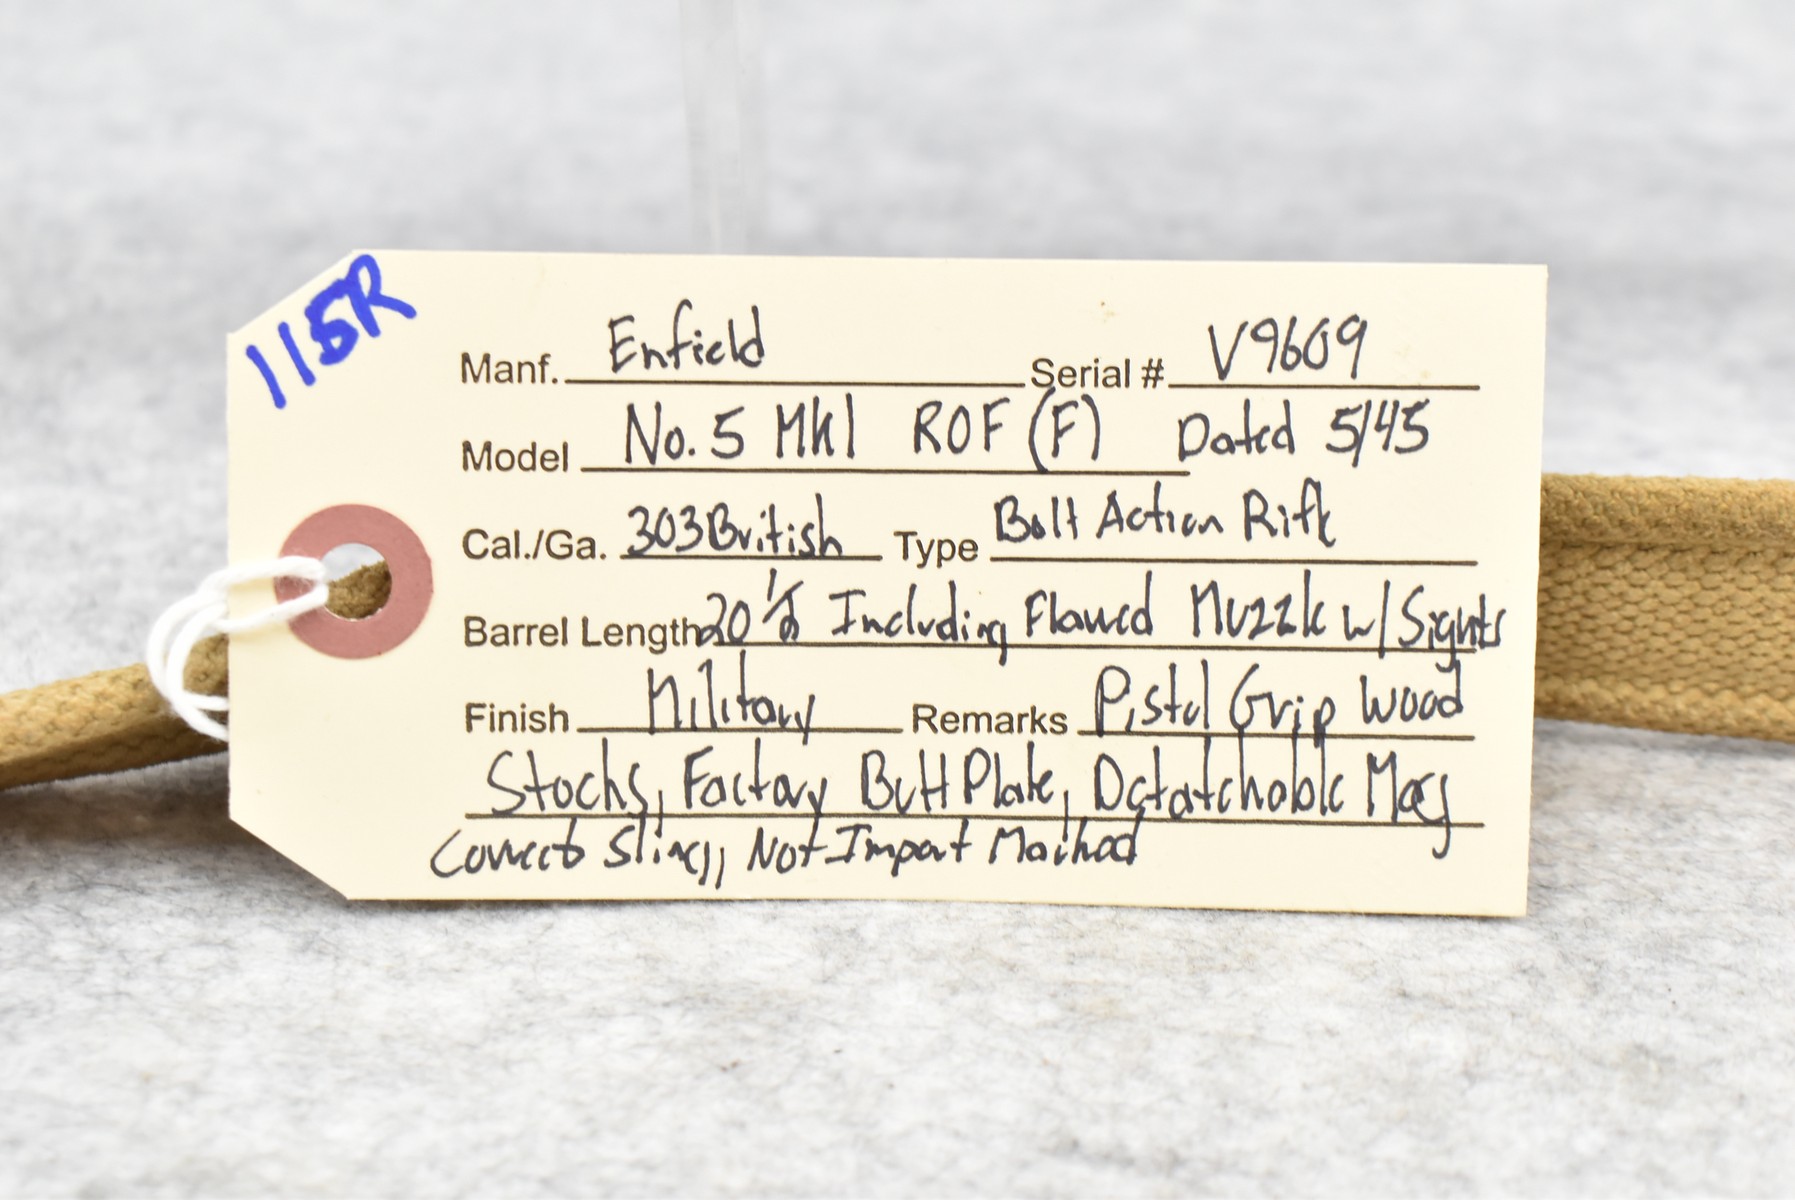 115R
Manf. Enfield Serial # V9609
Model No. 5 Mk1 ROF (F) Dated 5/45
Cal./Ga. 303 British Type Bolt Action Rifle
Barrel Length 20 1/2 Including Flawed Muzzle w/ Sights
Finish Military Remarks Pistol Grip Wood
Stocks, Factory Butt Plate, Detatchable Mag
Correct Sling, Not Import Marked